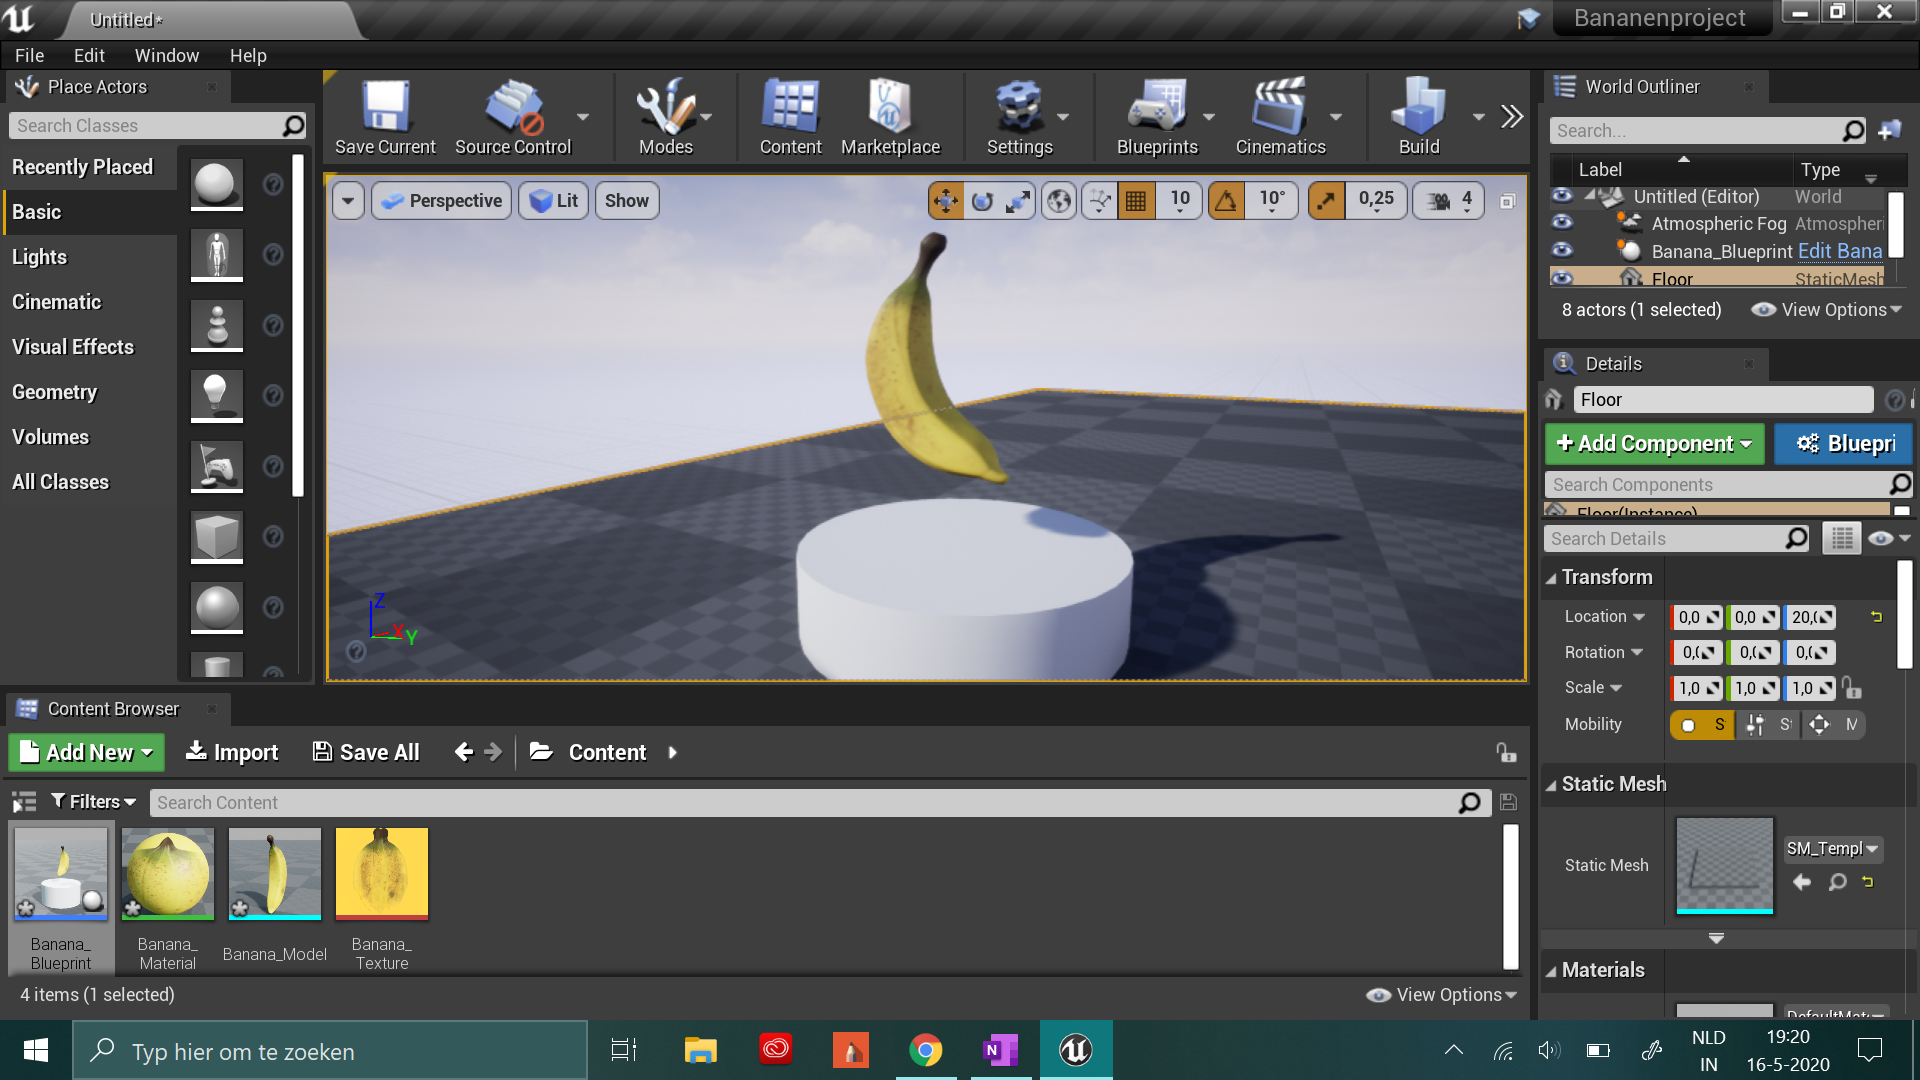 Untitled*
Bananenproject
File Edit Window Help
Place Actors
Search Classes
Recently Placed
Basic
Lights
Cinematic
Visual Effects
Geometry
Volumes
All Classes
Save Current Source Control Modes Content Marketplace Settings Blueprints Cinematics Build
Perspective Lit Show 10 10° 0,25 4
Z
X
Y
World Outliner
Search...
Label Type
Untitled (Editor) World
Atmospheric Fog Atmospheri
Banana_Blueprint Edit Bana
Floor StaticMesh
8 actors (1 selected) View Options
Details
Floor
+Add Component Bluepri
Search Components
Floor(Instance)
Search Details
Transform
Location 0,0 0,0 20,(
Rotation 0,( 0,( 0,(
Scale 1,0 1,0 1,0
Mobility S S M
Static Mesh
Static Mesh SM_Templ
Materials
DefaultMat
Content Browser
Add New Import Save All Content
Filters Search Content
Banana_
Blueprint
Banana_
Material
Banana_Model
Banana_
Texture
4 items (1 selected) View Options
Typ hier om te zoeken
N
NLD
IN
19:20
16-5-2020